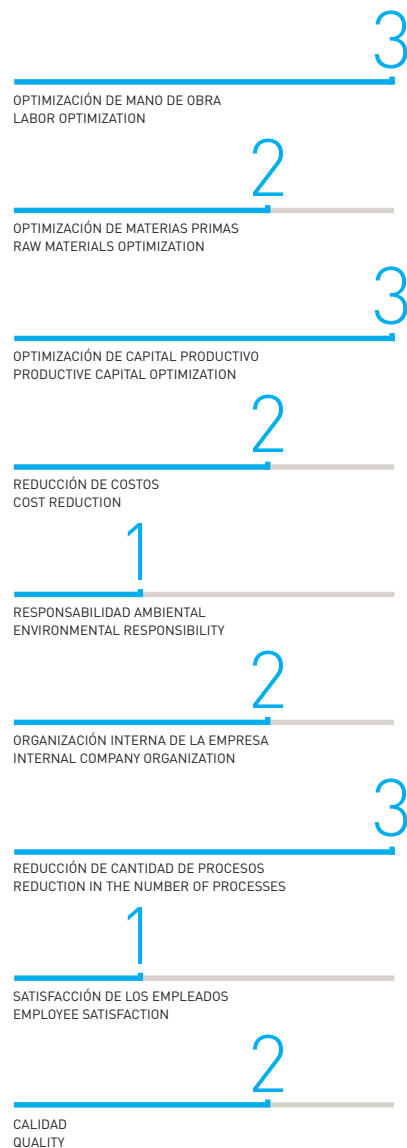 3
OPTIMIZACIÓN DE MANO DE OBRA
LABOR OPTIMIZATION
2
OPTIMIZACIÓN DE MATERIAS PRIMAS
RAW MATERIALS OPTIMIZATION
3
OPTIMIZACIÓN DE CAPITAL PRODUCTIVO
PRODUCTIVE CAPITAL OPTIMIZATION
2
REDUCCIÓN DE COSTOS
COST REDUCTION
1
RESPONSABILIDAD AMBIENTAL
ENVIRONMENTAL RESPONSIBILITY
2
ORGANIZACIÓN INTERNA DE LA EMPRESA
INTERNAL COMPANY ORGANIZATION
3
REDUCCIÓN DE CANTIDAD DE PROCESOS
REDUCTION IN THE NUMBER OF PROCESSES
1
SATISFACCIÓN DE LOS EMPLEADOS
EMPLOYEE SATISFACTION
2
CALIDAD
QUALITY